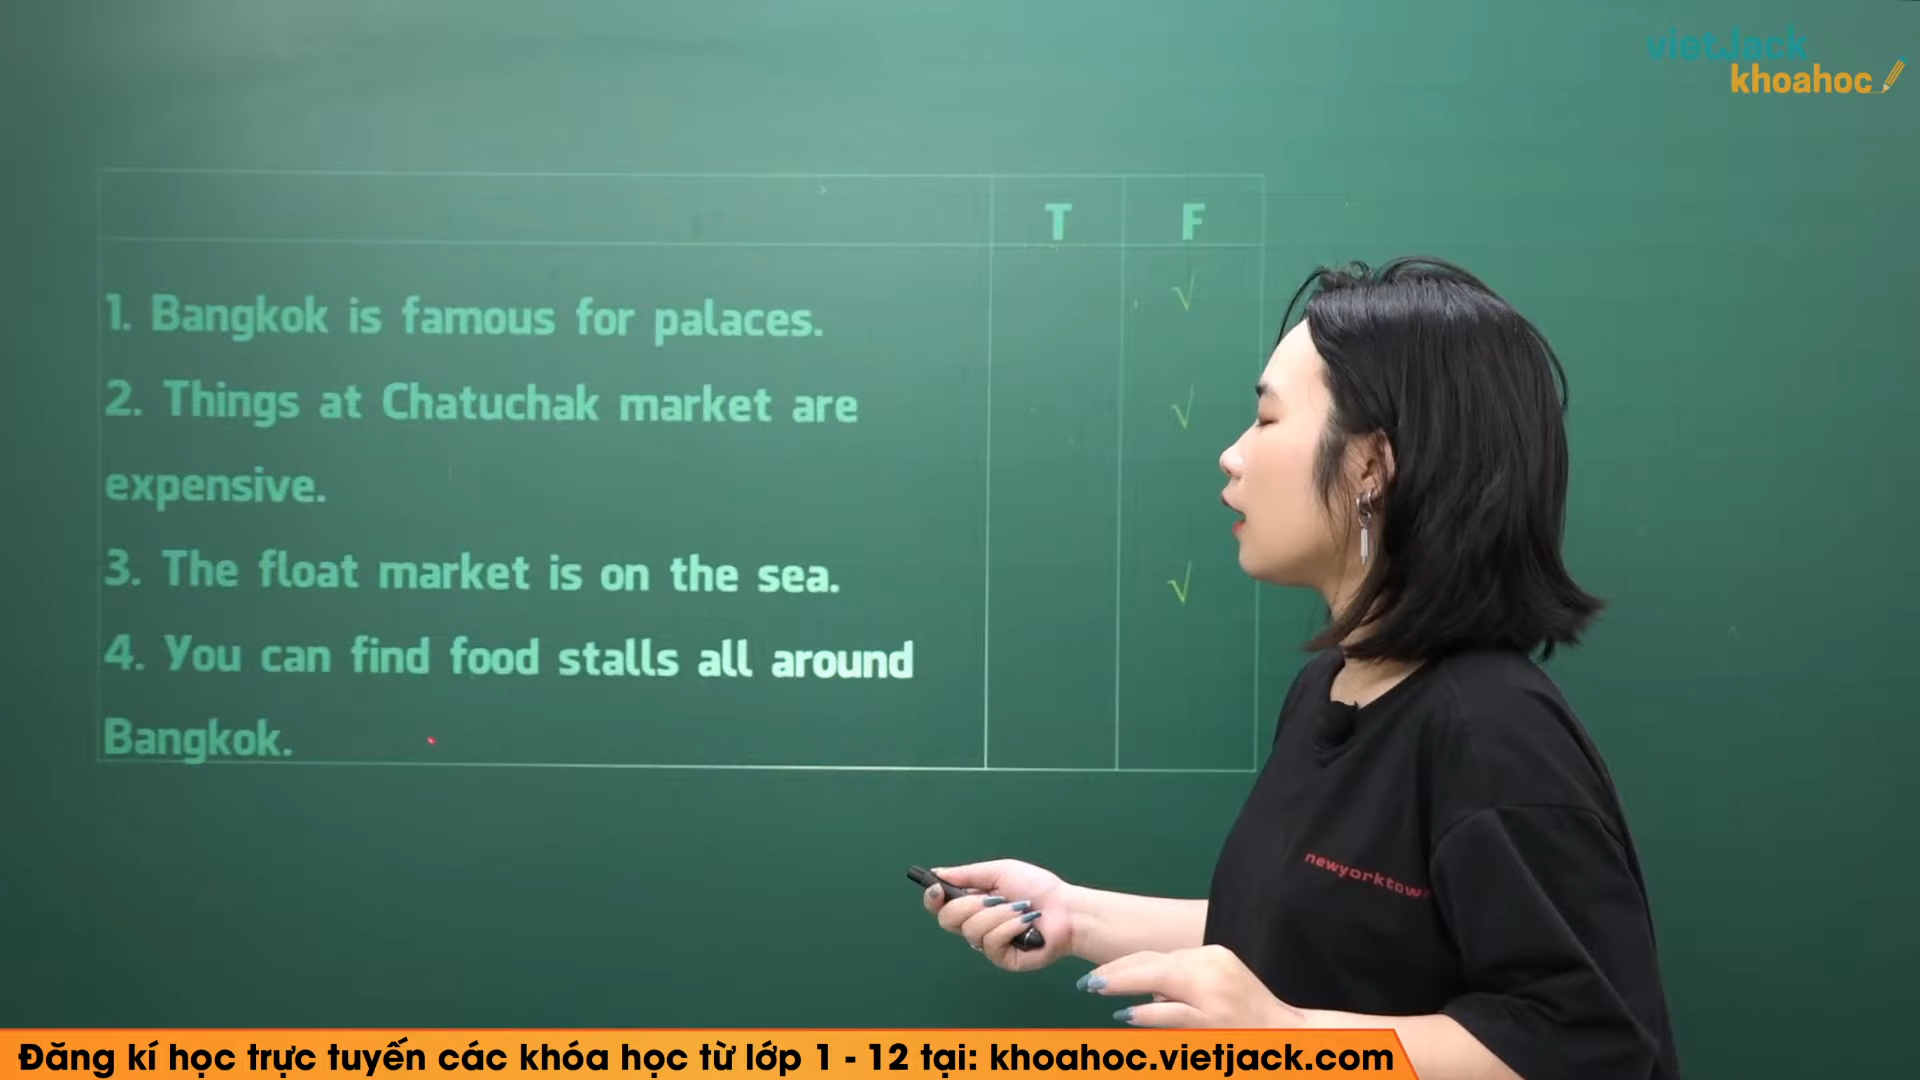 vietJack
khoahoc
T F
1. Bangkok is famous for palaces. √
2. Things at Chatuchak market are √
expensive.
3. The float market is on the sea. √
4. You can find food stalls all around
Bangkok.
newyorktow
Đăng kí học trực tuyến các khóa học từ lớp 1 - 12 tại: khoahoc.vietjack.com